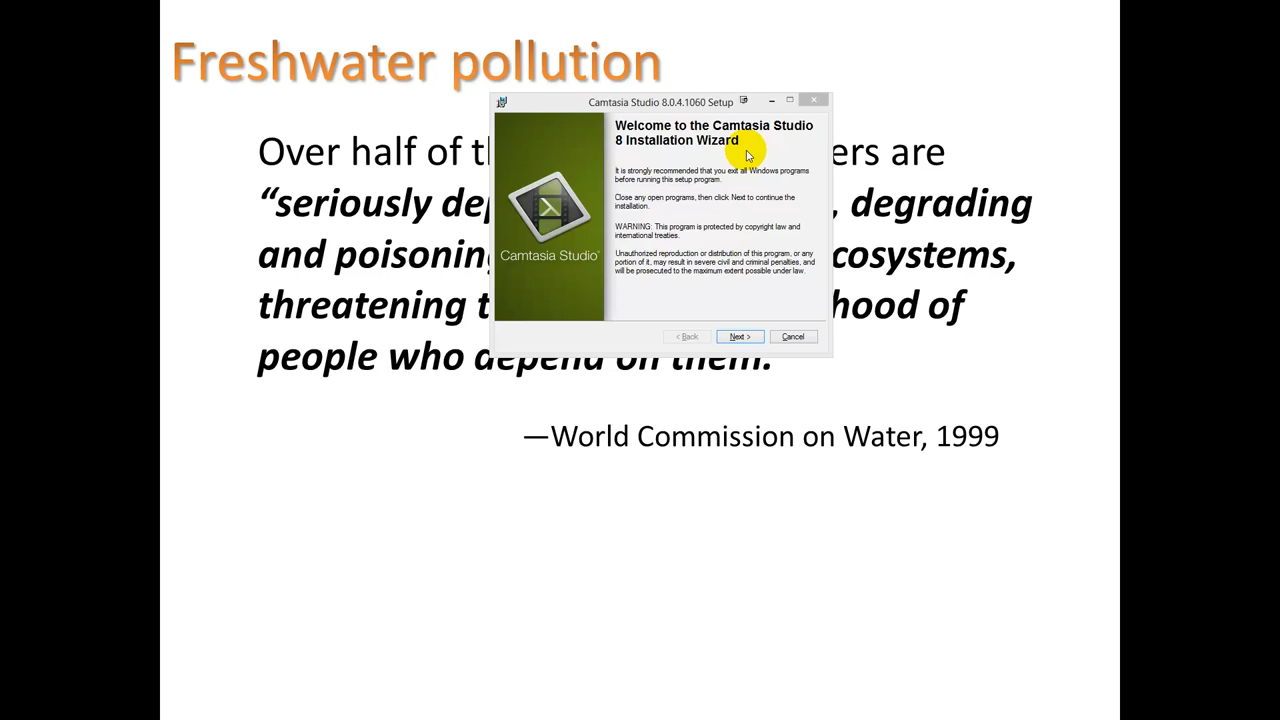 Freshwater pollution
Camtasia Studio 8.0.4.1060 Setup
Welcome to the Camtasia Studio
8 Installation Wizard
It is strongly recommended that you exit all Windows programs
before running this setup program.
Close any open programs, then click Next to continue the
installation.
WARNING: This program is protected by copyright law and
international treaties.
Unauthorized reproduction or distribution of this program, or any
portion of it, may result in severe civil and criminal penalties, and
will be prosecuted to the maximum extent possible under law.
Camtasia Studio
< Back Next > Cancel
Over half of are
“seriously , degrading
and
threatening of
people who depend on them.
—World Commission on Water, 1999